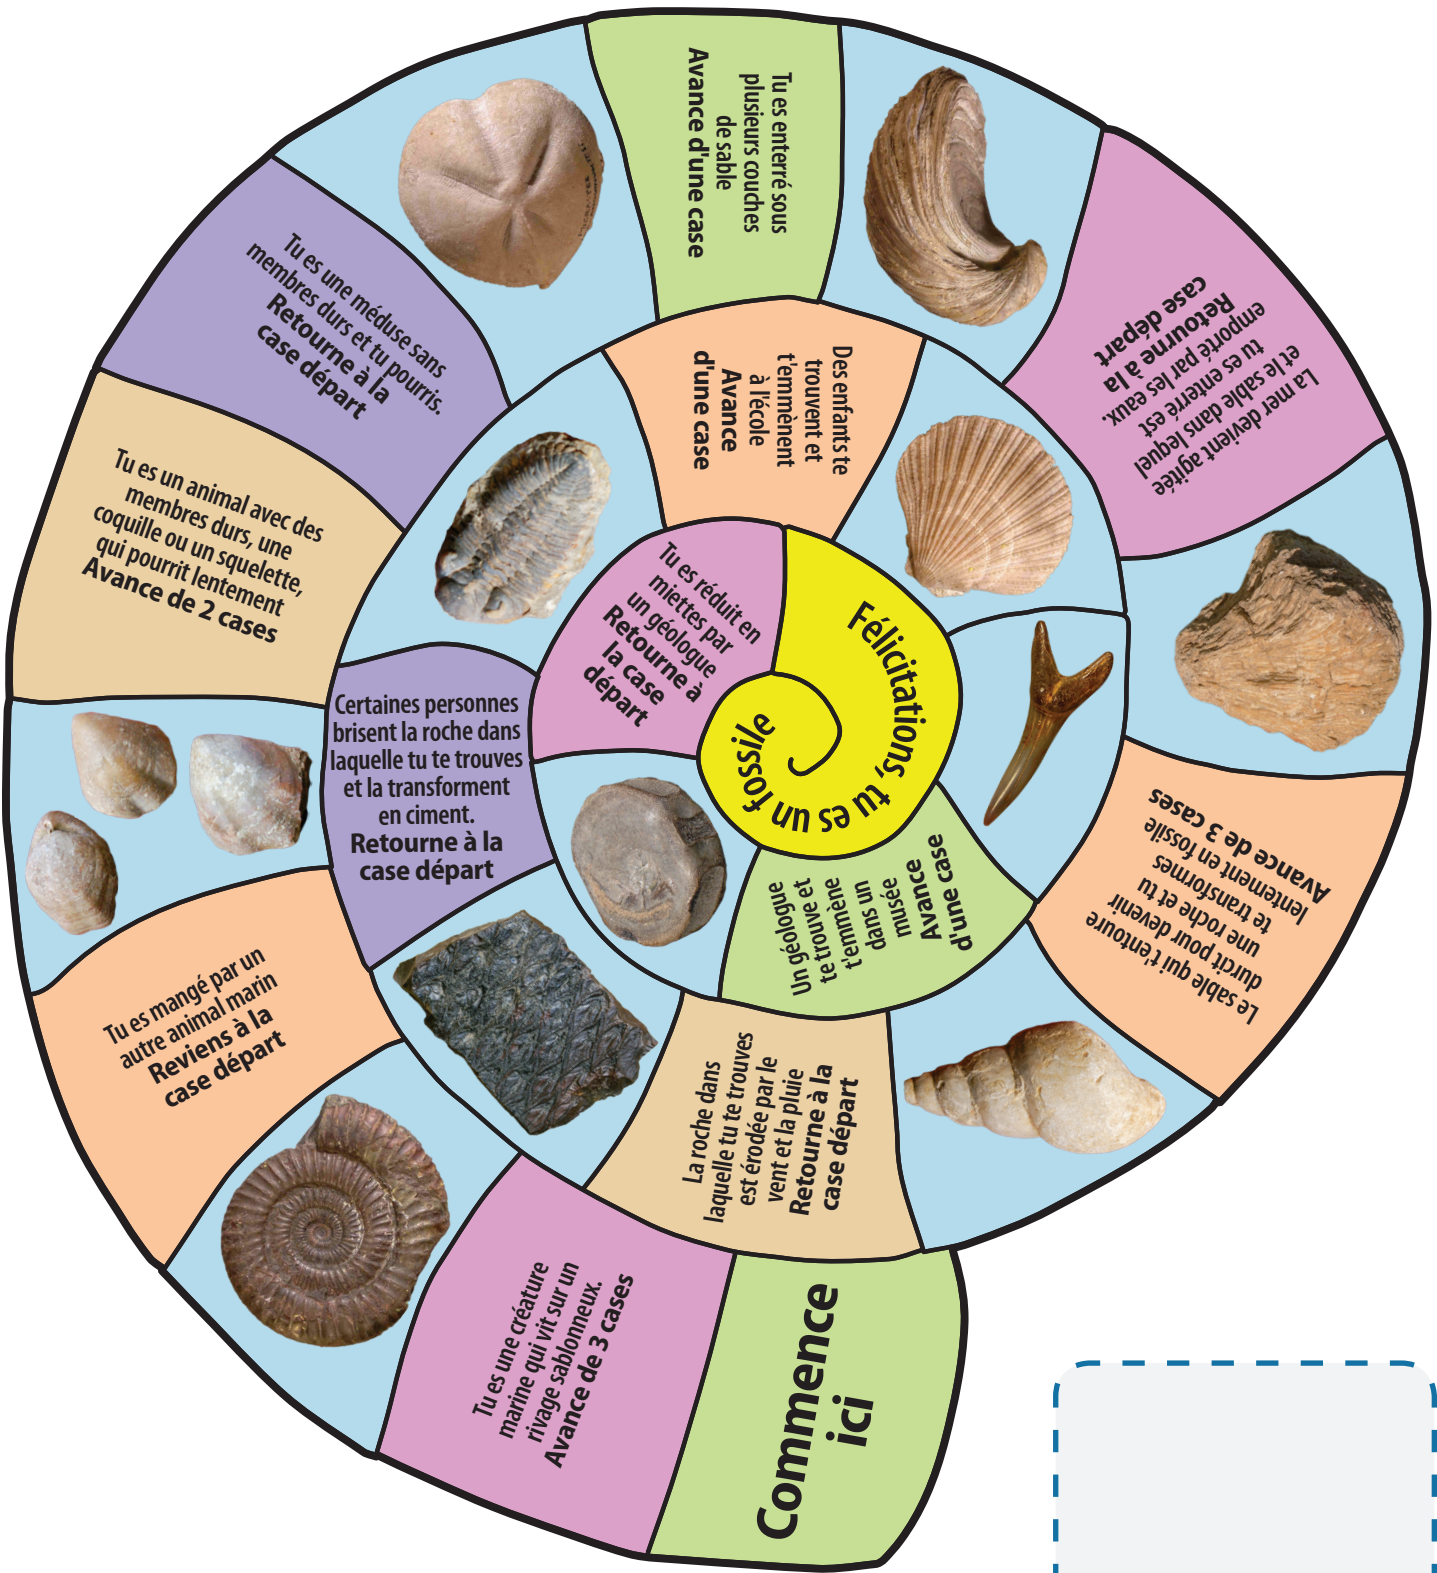 Commence
ici
Tu es une créature
marine qui vit sur un
rivage sablonneux.
Avance de 3 cases
Tu es mangé par un
autre animal marin
Reviens à la
case départ
Tu es un animal avec des
membres durs, une
coquille ou un squelette,
qui pourrit lentement
Avance de 2 cases
Tu es une méduse sans
membres durs et tu pourris.
Retourne à la
case départ
Tu es enterré sous
plusieurs couches
de sable
Avance d'une case
La mer devient agitée
et le sable dans lequel
tu es enterré est
emporté par les eaux.
Retourne à la
case départ
Le sable qui t'entoure
durcit pour devenir
une roche et tu
te transformes
lentement en fossile
Avance de 3 cases
La roche dans
laquelle tu te trouves
est érodée par le
vent et la pluie
Retourne à la
case départ
Certaines personnes
brisent la roche dans
laquelle tu te trouves
et la transforment
en ciment.
Retourne à la
case départ
Des enfants te
trouvent et
t'emmènent
à l'école
Avance
d'une case
Un géologue
te trouve et
t'emmène
dans un
musée
Avance
d'une case
Tu es réduit en
miettes par
un géologue
Retourne à
la case
départ
Félicitations, tu es un fossile